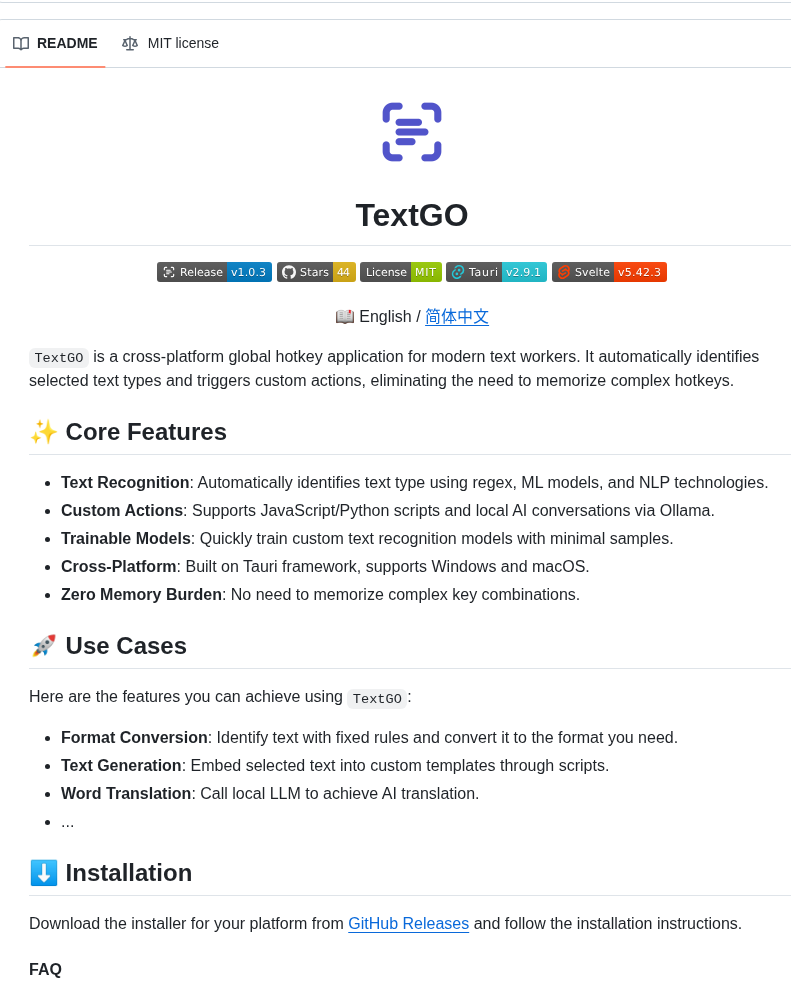 README MIT license
TextGO
Release v1.0.3 Stars 44 License MIT Tauri v2.9.1 Svelte v5.42.3
📖 English / 简体中文
TextGO is a cross-platform global hotkey application for modern text workers. It automatically identifies
selected text types and triggers custom actions, eliminating the need to memorize complex hotkeys.
✨ Core Features
• Text Recognition: Automatically identifies text type using regex, ML models, and NLP technologies.
• Custom Actions: Supports JavaScript/Python scripts and local AI conversations via Ollama.
• Trainable Models: Quickly train custom text recognition models with minimal samples.
• Cross-Platform: Built on Tauri framework, supports Windows and macOS.
• Zero Memory Burden: No need to memorize complex key combinations.
🚀 Use Cases
Here are the features you can achieve using TextGO:
• Format Conversion: Identify text with fixed rules and convert it to the format you need.
• Text Generation: Embed selected text into custom templates through scripts.
• Word Translation: Call local LLM to achieve AI translation.
• ...
⬇️ Installation
Download the installer for your platform from GitHub Releases and follow the installation instructions.
FAQ